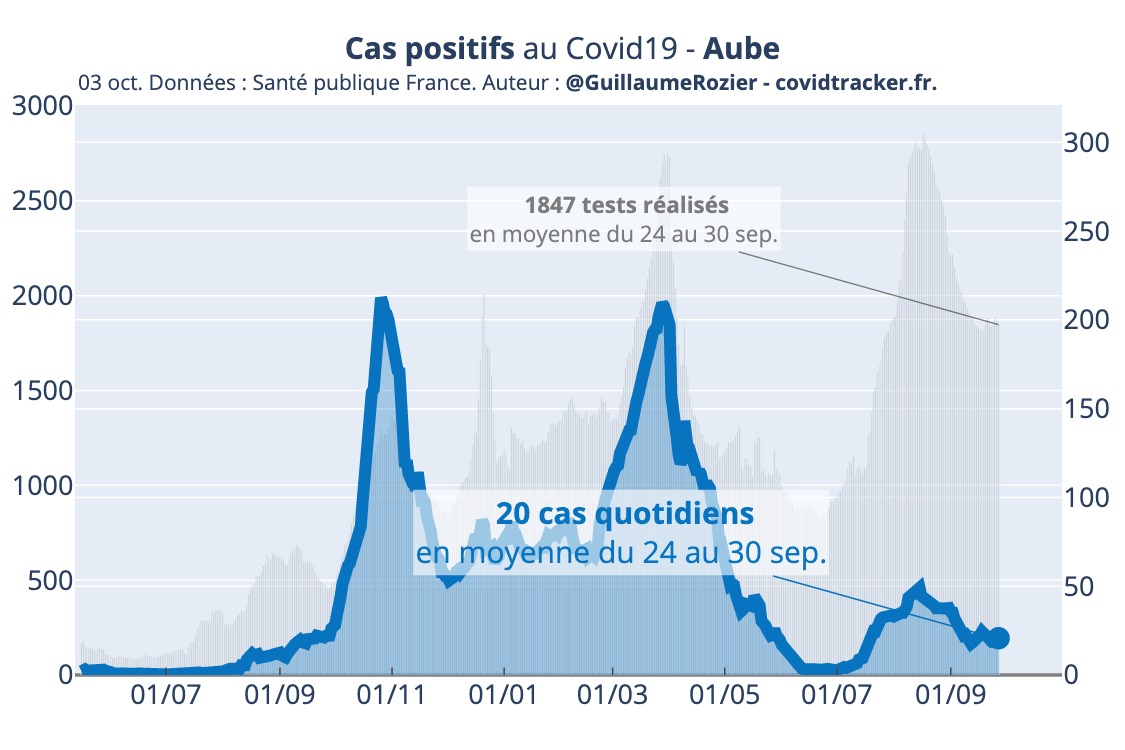 Cas positifs au Covid19 - Aube
03 oct. Données : Santé publique France. Auteur : @GuillaumeRozier - covidtracker.fr.
3000
2500
2000
1500
1000
500
0
300
250
200
150
100
50
0
1847 tests réalisés
en moyenne du 24 au 30 sep.
20 cas quotidiens
en moyenne du 24 au 30 sep.
01/07 01/09 01/11 01/01 01/03 01/05 01/07 01/09